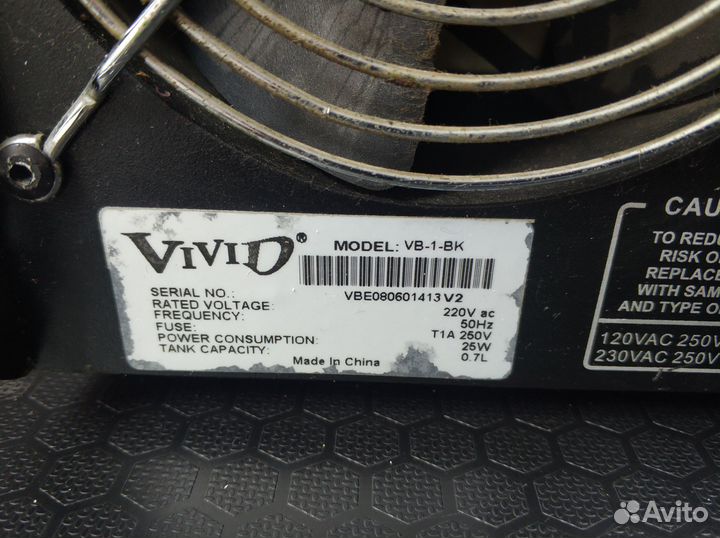 VIVID®
MODEL: VB-1-BK
SERIAL NO.: VBE080601413 V2
RATED VOLTAGE: 220V ac
FREQUENCY: 50Hz
FUSE: T1A 250V
POWER CONSUMPTION: 25W
TANK CAPACITY: 0.7L
Made In China
CAU
TO REDU
RISK O
REPLACE
WITH SAM
AND TYPE O
120VAC 250V
230VAC 250V
Avito